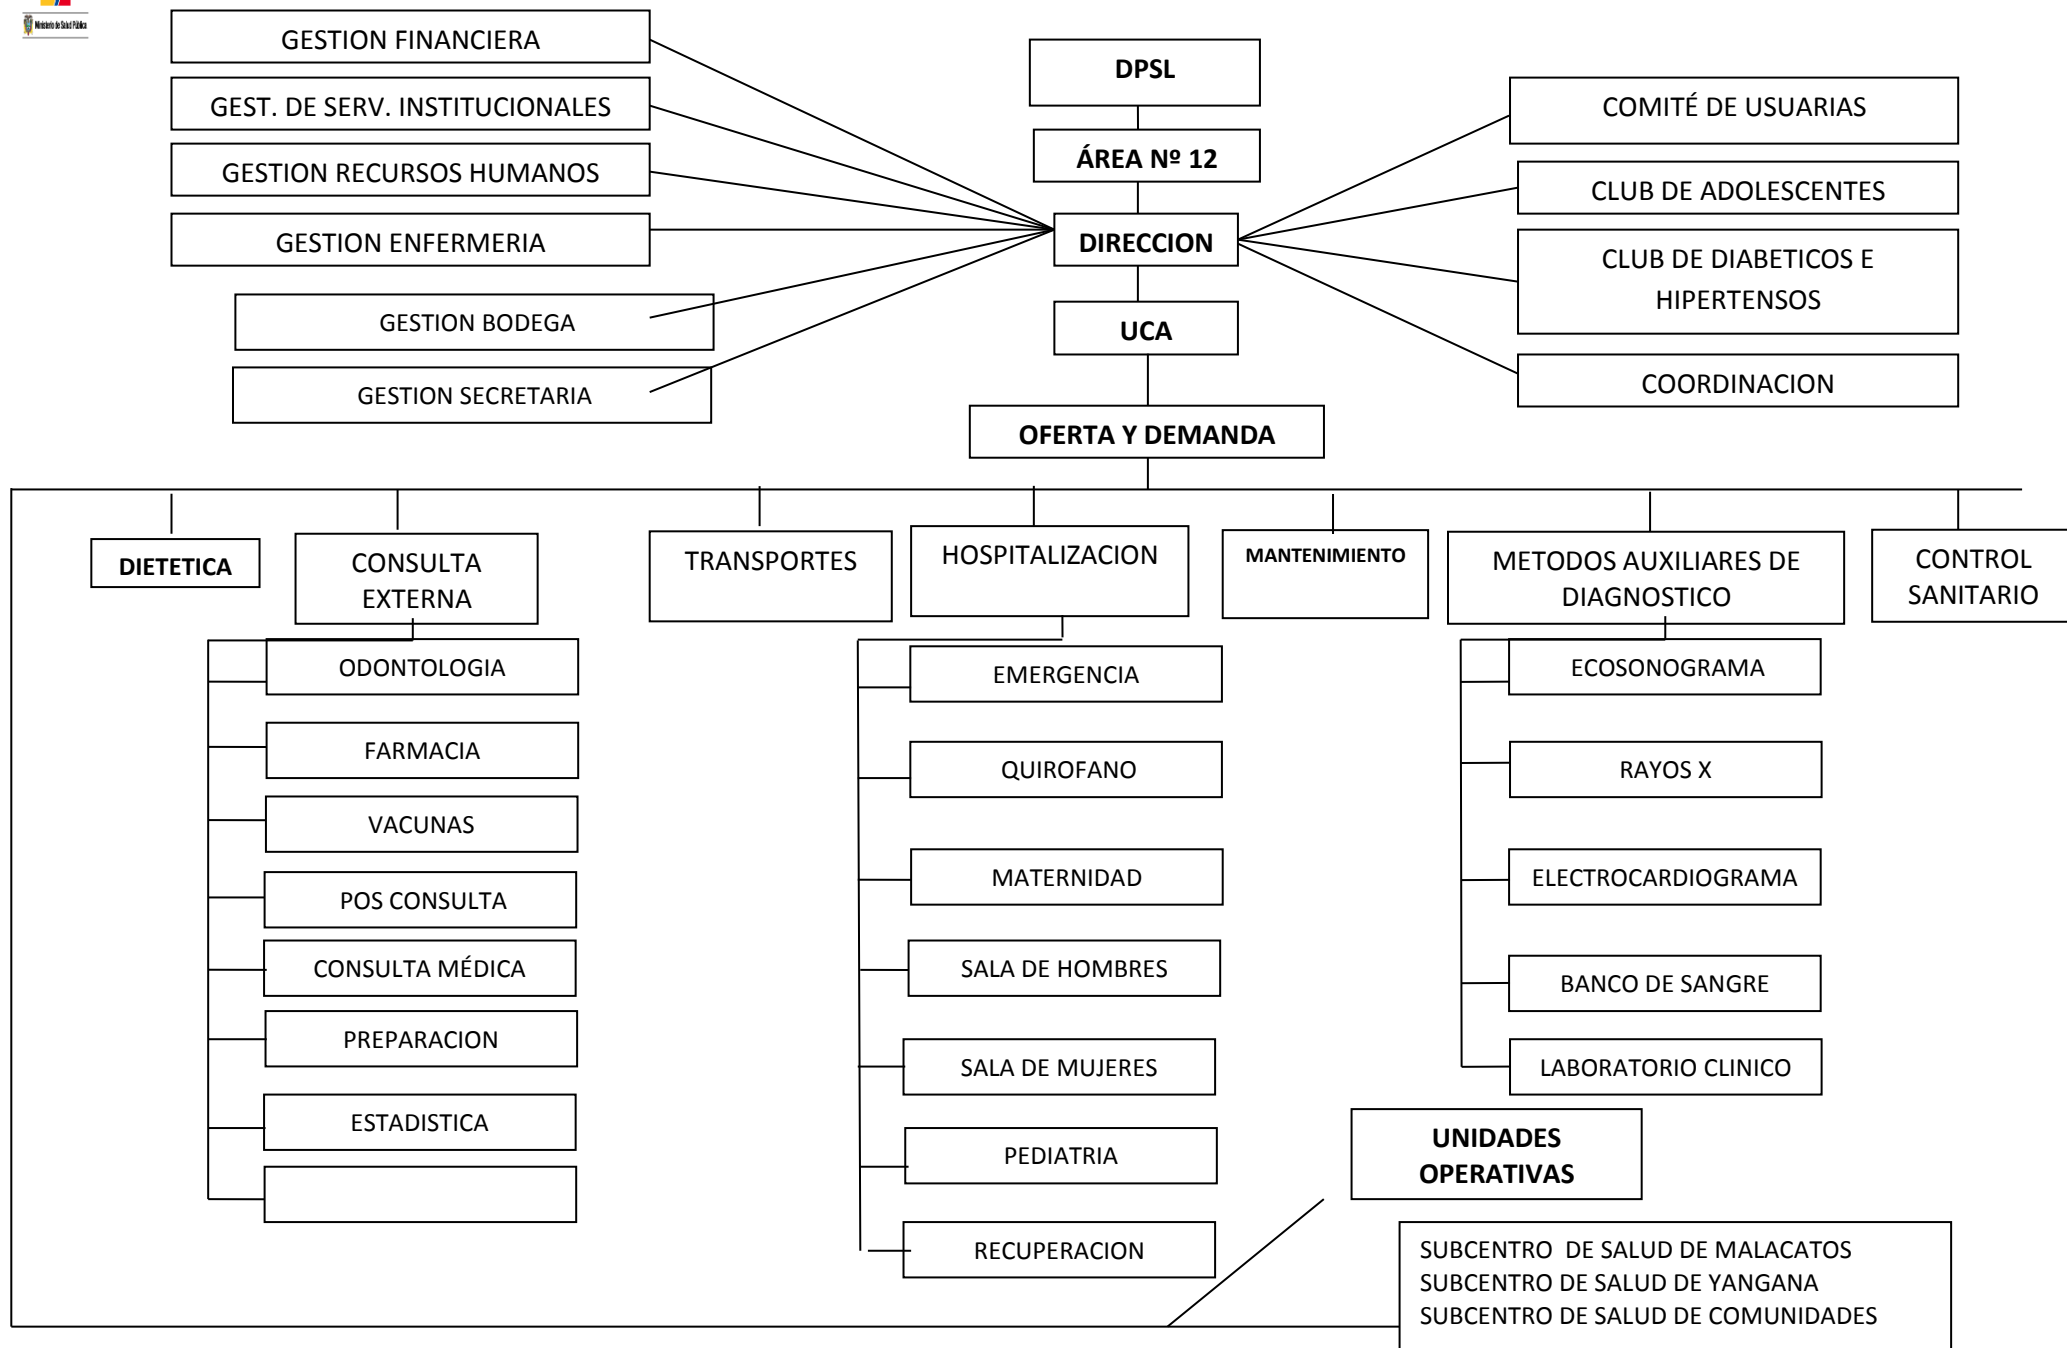 Ministerio de Salud Pública
GESTION FINANCIERA
GEST. DE SERV. INSTITUCIONALES
GESTION RECURSOS HUMANOS
GESTION ENFERMERIA
GESTION BODEGA
GESTION SECRETARIA
DPSL
ÁREA Nº 12
DIRECCION
UCA
OFERTA Y DEMANDA
COMITÉ DE USUARIAS
CLUB DE ADOLESCENTES
CLUB DE DIABETICOS E
HIPERTENSOS
COORDINACION
DIETETICA
CONSULTA
EXTERNA
TRANSPORTES
HOSPITALIZACION
MANTENIMIENTO
METODOS AUXILIARES DE
DIAGNOSTICO
CONTROL
SANITARIO
ODONTOLOGIA
FARMACIA
VACUNAS
POS CONSULTA
CONSULTA MÉDICA
PREPARACION
ESTADISTICA
EMERGENCIA
QUIROFANO
MATERNIDAD
SALA DE HOMBRES
SALA DE MUJERES
PEDIATRIA
RECUPERACION
ECOSONOGRAMA
RAYOS X
ELECTROCARDIOGRAMA
BANCO DE SANGRE
LABORATORIO CLINICO
UNIDADES
OPERATIVAS
SUBCENTRO DE SALUD DE MALACATOS
SUBCENTRO DE SALUD DE YANGANA
SUBCENTRO DE SALUD DE COMUNIDADES